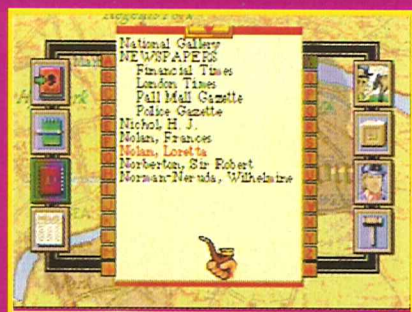 National Gallery
NEWSPAPERS
Financial Times
London Times
Pall Mall Gazette
Police Gazette
Nichol, H. J.
Nolan, Frances
Nolan, Loretta
Norberton, Sir Robert
Norman-Neruda, Wilhelmine